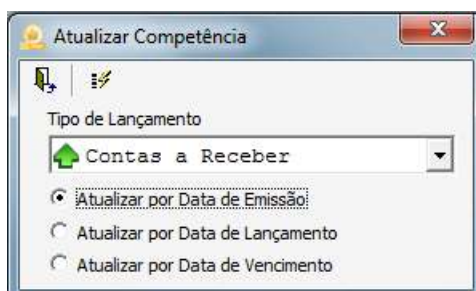 Atualizar Competência
Tipo de Lançamento
Contas a Receber
Atualizar por Data de Emissão
Atualizar por Data de Lançamento
Atualizar por Data de Vencimento